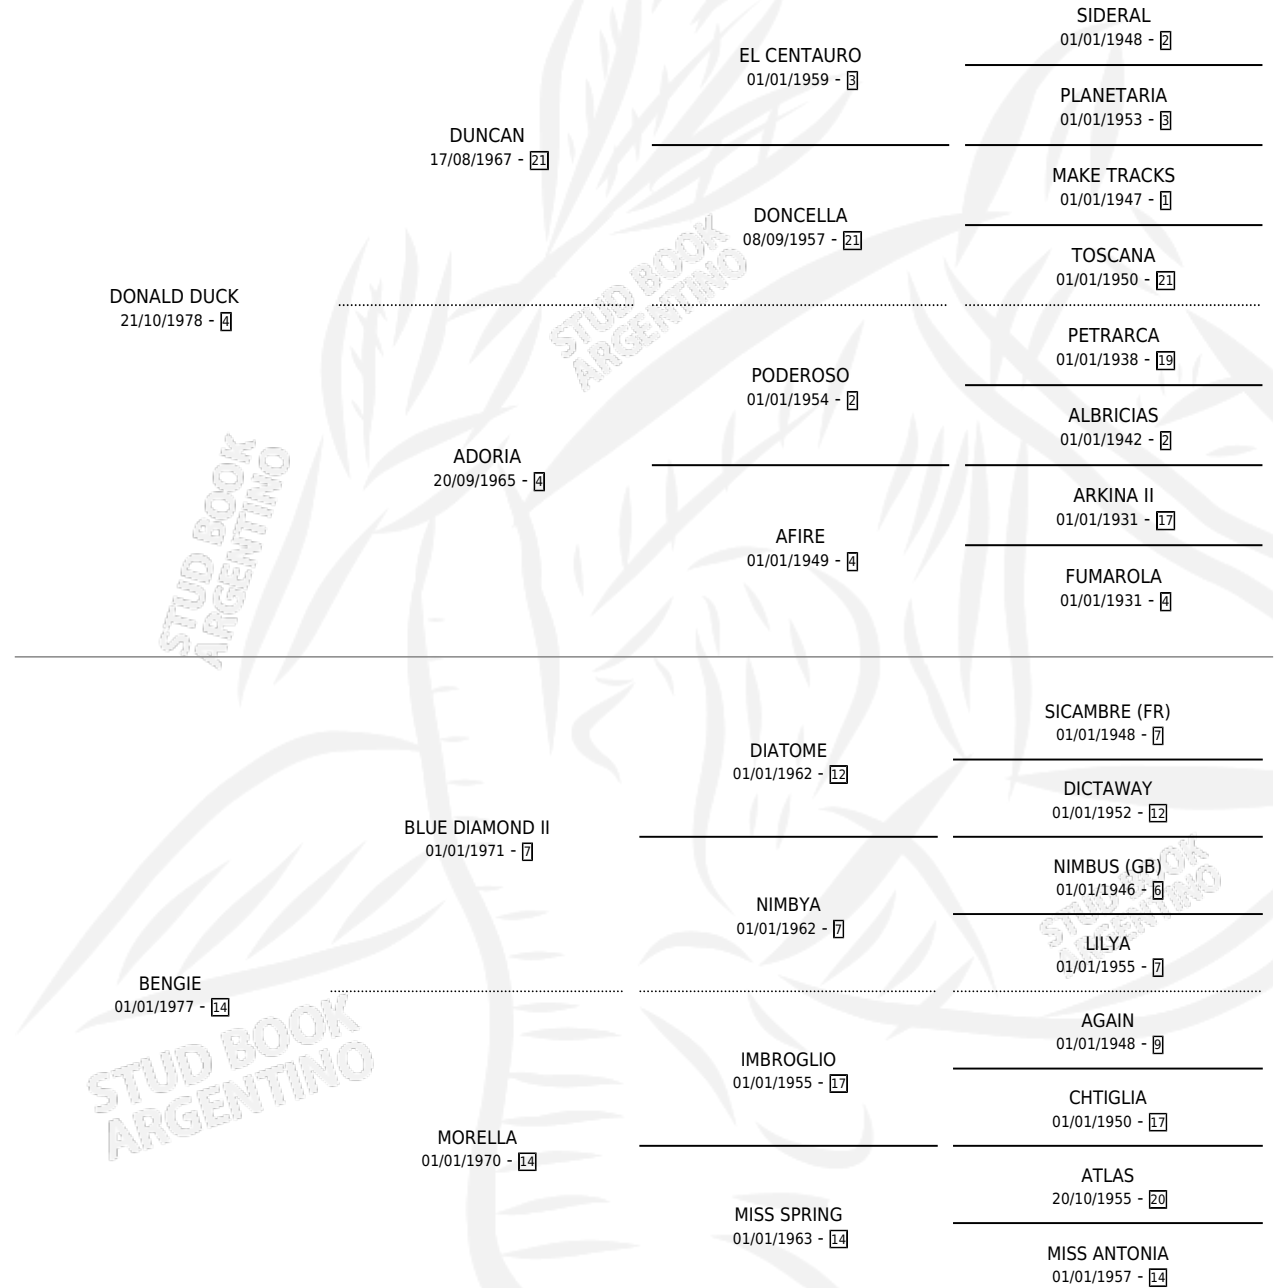 SIDERAL
01/01/1948 - 2
EL CENTAURO
01/01/1959 - 3
PLANETARIA
01/01/1953 - 3
DUNCAN
17/08/1967 - 21
MAKE TRACKS
01/01/1947 - 1
DONCELLA
08/09/1957 - 21
TOSCANA
01/01/1950 - 21
DONALD DUCK
21/10/1978 - 4
PETRARCA
01/01/1938 - 19
PODEROSO
01/01/1954 - 2
ALBRICIAS
01/01/1942 - 2
ADORIA
20/09/1965 - 4
ARKINA II
01/01/1931 - 17
AFIRE
01/01/1949 - 4
FUMAROLA
01/01/1931 - 4
SICAMBRE (FR)
01/01/1948 - 7
DIATOME
01/01/1962 - 12
DICTAWAY
01/01/1952 - 12
BLUE DIAMOND II
01/01/1971 - 7
NIMBUS (GB)
01/01/1946 - 6
NIMBYA
01/01/1962 - 7
LILYA
01/01/1955 - 7
BENGIE
01/01/1977 - 14
AGAIN
01/01/1948 - 9
IMBROGLIO
01/01/1955 - 17
CHTIGLIA
01/01/1950 - 17
MORELLA
01/01/1970 - 14
ATLAS
20/10/1955 - 20
MISS SPRING
01/01/1963 - 14
MISS ANTONIA
01/01/1957 - 14
STUD BOOK
ARGENTINO
STUD BOOK
ARGENTINO
STUD BOOK
ARGENTINO
STUD BOOK
ARGENTINO